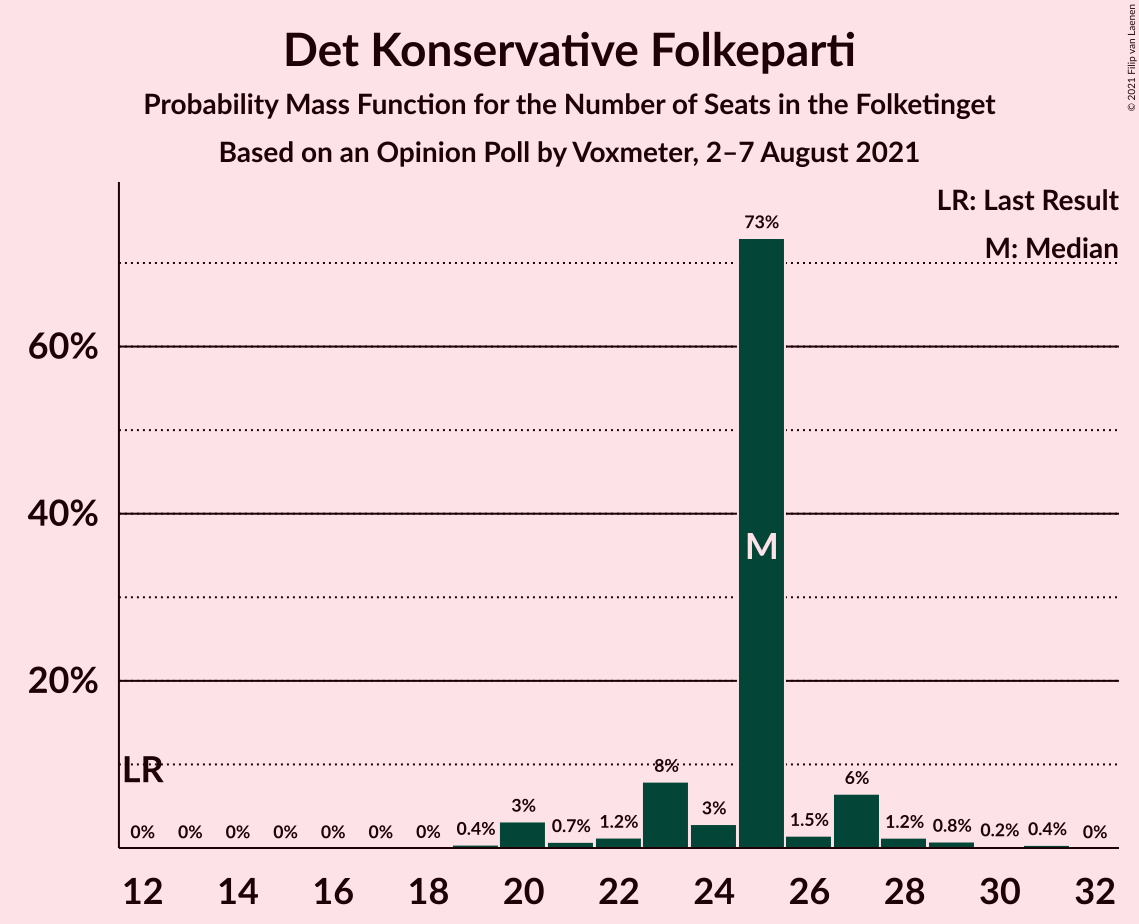 Det Konservative Folkeparti
Probability Mass Function for the Number of Seats in the Folketinget
Based on an Opinion Poll by Voxmeter, 2–7 August 2021
© 2021 Filip van Laenen
LR: Last Result
M: Median
60%
40%
20%
LR
M
0%
0%
0%
0%
0%
0%
0%
0.4%
3%
0.7%
1.2%
8%
3%
73%
1.5%
6%
1.2%
0.8%
0.2%
0.4%
0%
12 14 16 18 20 22 24 26 28 30 32